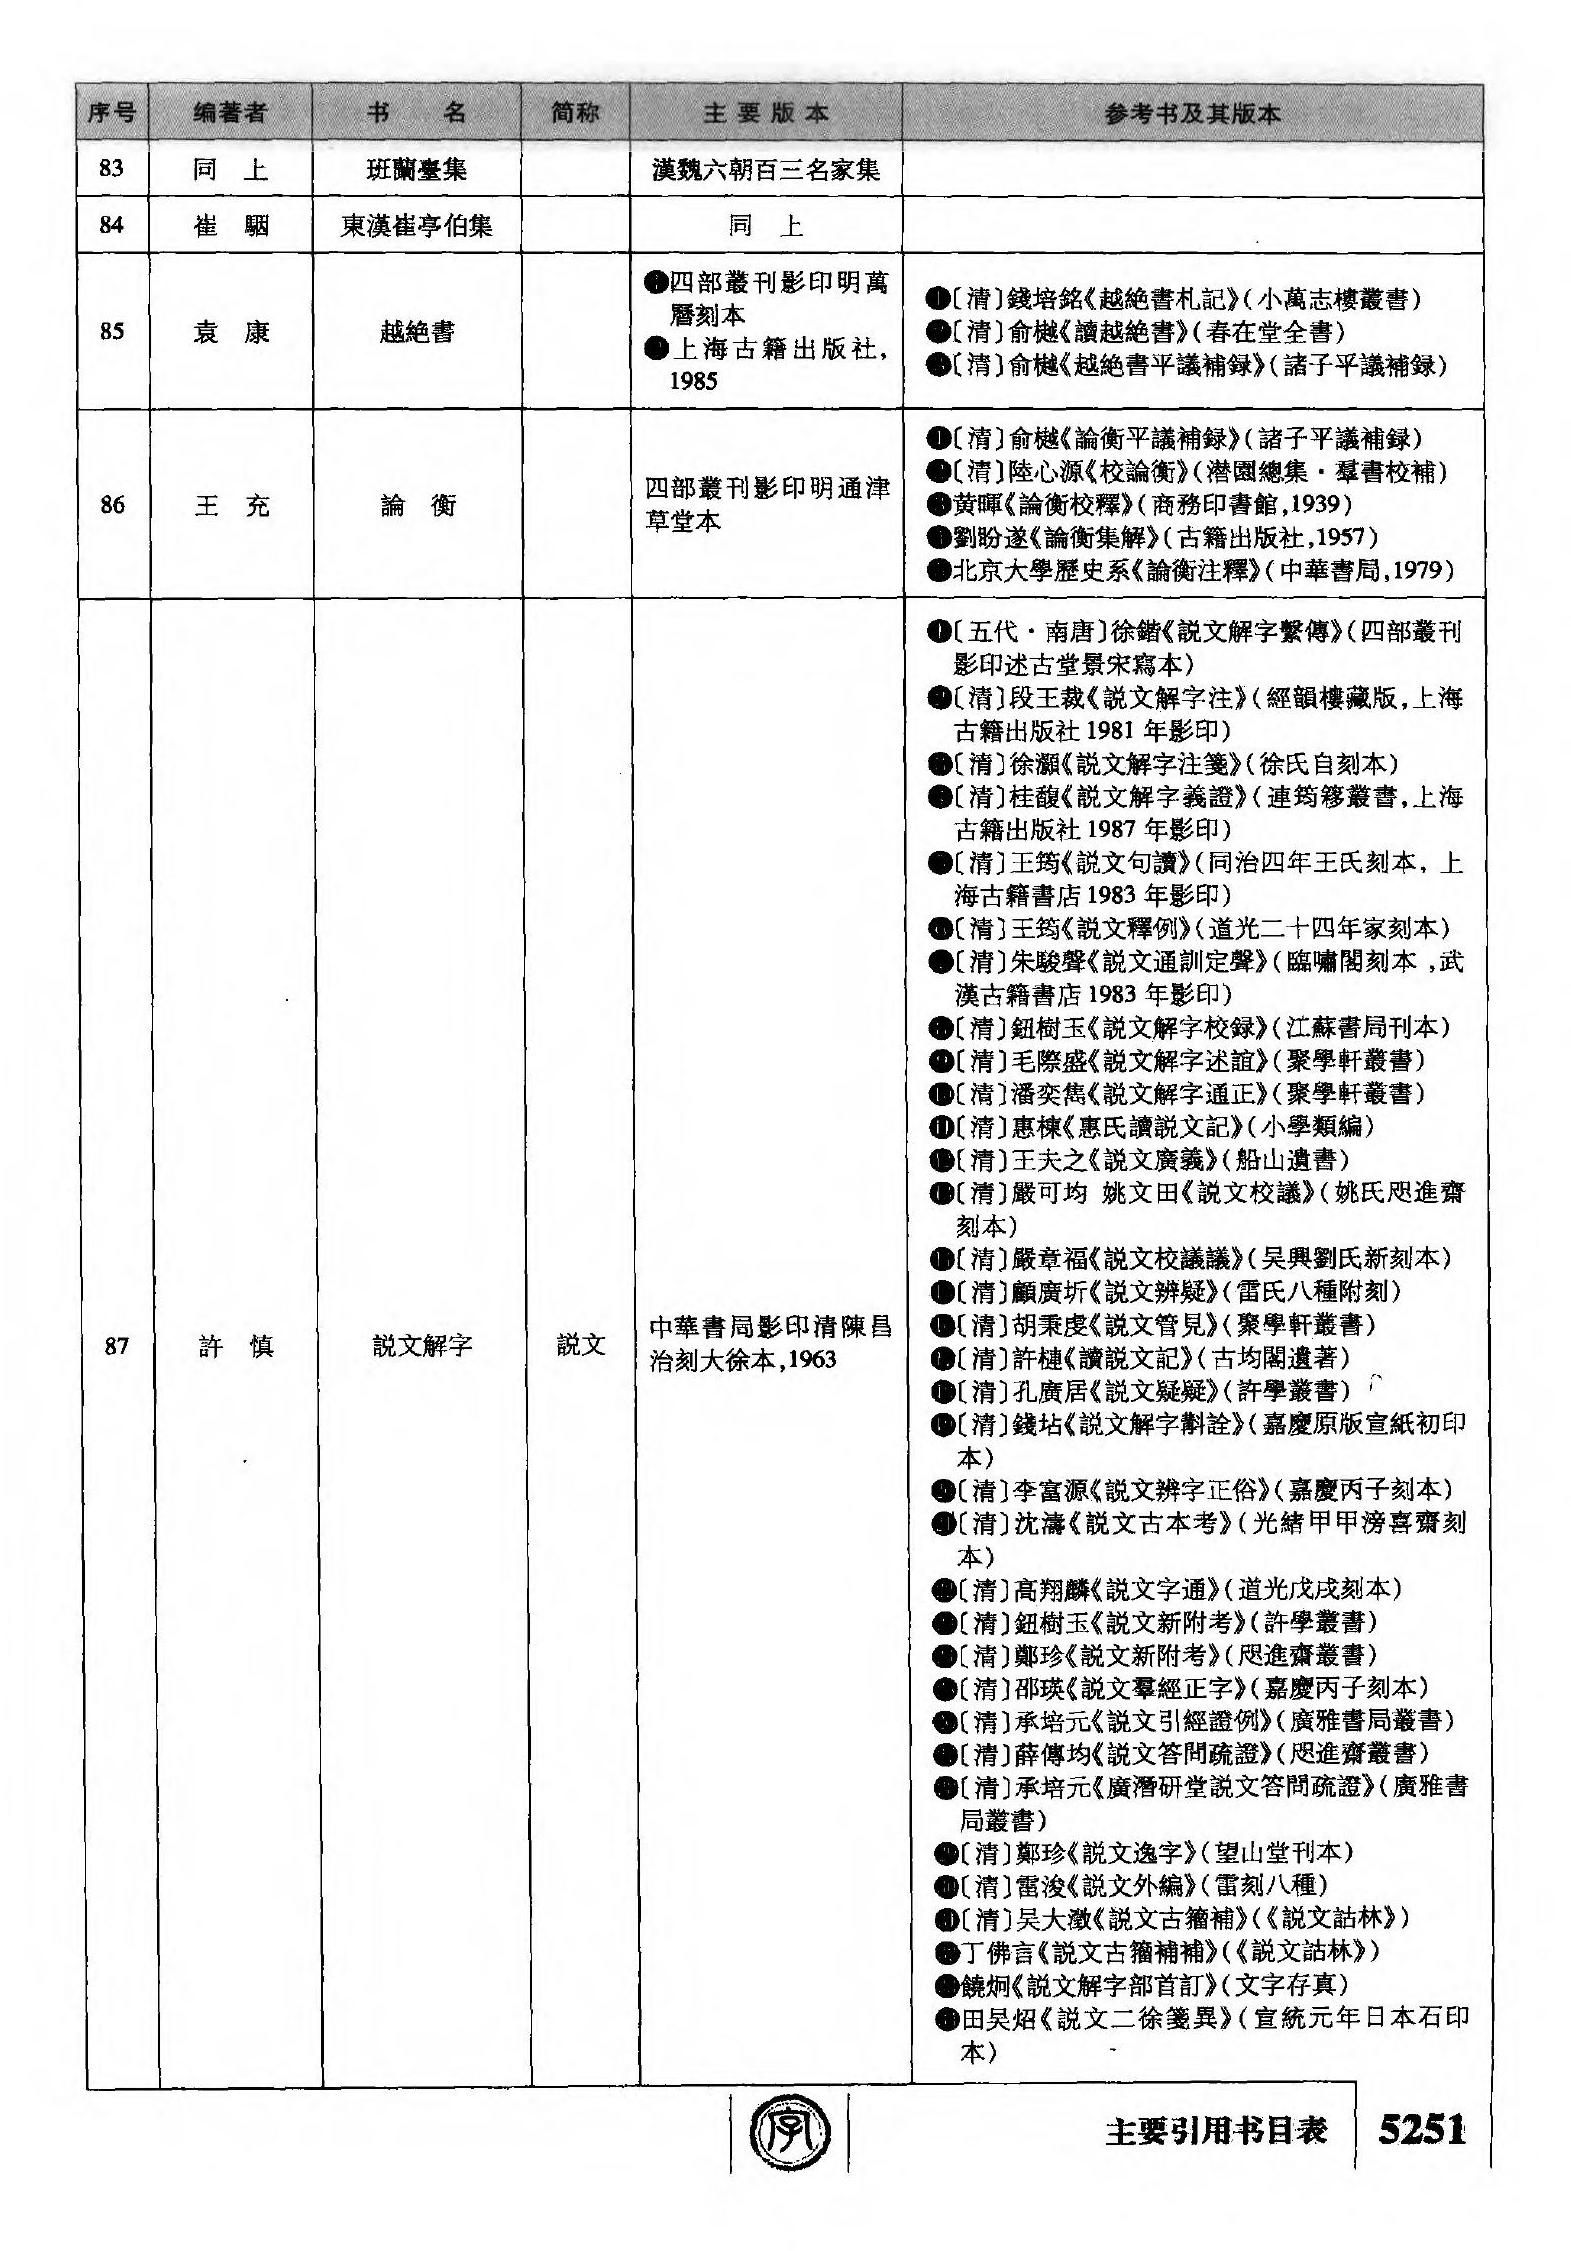 序号 编著者 书 名 简称 主要版本 参考书及其版本
83 同 上 班蘭臺集 漢魏六朝百三名家集
84 崔 駰 東漢崔亭伯集 同 上
85 袁 康 越絶書
❶四部叢刊影印明萬
曆刻本
❷上海古籍出版社,
1985
❶〔清〕錢培銘《越絶書札記》(小萬志樓叢書)
❷〔清〕俞樾《讀越絶書》(春在堂全書)
❸〔清〕俞樾《越絶書平議補録》(諸子平議補録)
86 王 充 論 衡
四部叢刊影印明通津
草堂本
❶〔清〕俞樾《論衡平議補録》(諸子平議補録)
❷〔清〕陸心源《校論衡》(潛園總集·羣書校補)
❸黄暉《論衡校釋》(商務印書館,1939)
❹劉盼遂《論衡集解》(古籍出版社,1957)
❺北京大學歷史系《論衡注釋》(中華書局,1979)
87 許 慎 説文解字 説文
中華書局影印清陳昌
治刻大徐本,1963
❶〔五代·南唐〕徐鍇《説文解字繫傳》(四部叢刊
影印述古堂景宋寫本)
❷〔清〕段玉裁《説文解字注》(經韻樓藏版,上海
古籍出版社1981年影印)
❸〔清〕徐灝《説文解字注箋》(徐氏自刻本)
❹〔清〕桂馥《説文解字義證》(連筠簃叢書,上海
古籍出版社1987年影印)
❺〔清〕王筠《説文句讀》(同治四年王氏刻本, 上
海古籍書店1983年影印)
❻〔清〕王筠《説文釋例》(道光二十四年家刻本)
❼〔清〕朱駿聲《説文通訓定聲》(臨嘯閣刻本,武
漢古籍書店1983年影印)
❽〔清〕鈕樹玉《説文解字校録》(江蘇書局刊本)
❾〔清〕毛際盛《説文解字述誼》(聚學軒叢書)
❿〔清〕潘奕雋《説文解字通正》(聚學軒叢書)
⓫〔清〕惠棟《惠氏讀説文記》(小學類編)
⓬〔清〕王夫之《説文廣義》(船山遺書)
⓭〔清〕嚴可均 姚文田《説文校議》(姚氏咫進齋
刻本)
⓮〔清〕嚴章福《説文校議議》(吴興劉氏新刻本)
⓯〔清〕顧廣圻《説文辨疑》(雷氏八種附刻)
⓰〔清〕胡秉虔《説文管見》(聚學軒叢書)
⓱〔清〕許槤《讀説文記》(古均閣遺著)
⓲〔清〕孔廣居《説文疑疑》(許學叢書)
⓳〔清〕錢坫《説文解字斠詮》(嘉慶原版宣紙初印
本)
⓴〔清〕李富源《説文辨字正俗》(嘉慶丙子刻本)
㉑〔清〕沈濤《説文古本考》(光緒甲甲滂喜齋刻
本)
㉒〔清〕高翔麟《説文字通》(道光戊戌刻本)
㉓〔清〕鈕樹玉《説文新附考》(許學叢書)
㉔〔清〕鄭珍《説文新附考》(咫進齋叢書)
㉕〔清〕邵瑛《説文羣經正字》(嘉慶丙子刻本)
㉖〔清〕承培元《説文引經證例》(廣雅書局叢書)
㉗〔清〕薛傳均《説文答問疏證》(咫進齋叢書)
㉘〔清〕承培元《廣潛研堂説文答問疏證》(廣雅書
局叢書)
㉙〔清〕鄭珍《説文逸字》(望山堂刊本)
㉚〔清〕雷浚《説文外編》(雷刻八種)
㉛〔清〕吴大澂《説文古籀補》(《説文詁林》)
㉜丁佛言《説文古籀補補》(《説文詁林》)
㉝饒炯《説文解字部首訂》(文字存真)
㉞田吴炤《説文二徐箋異》(宣統元年日本石印
本)
字
主要引用书目表 5251